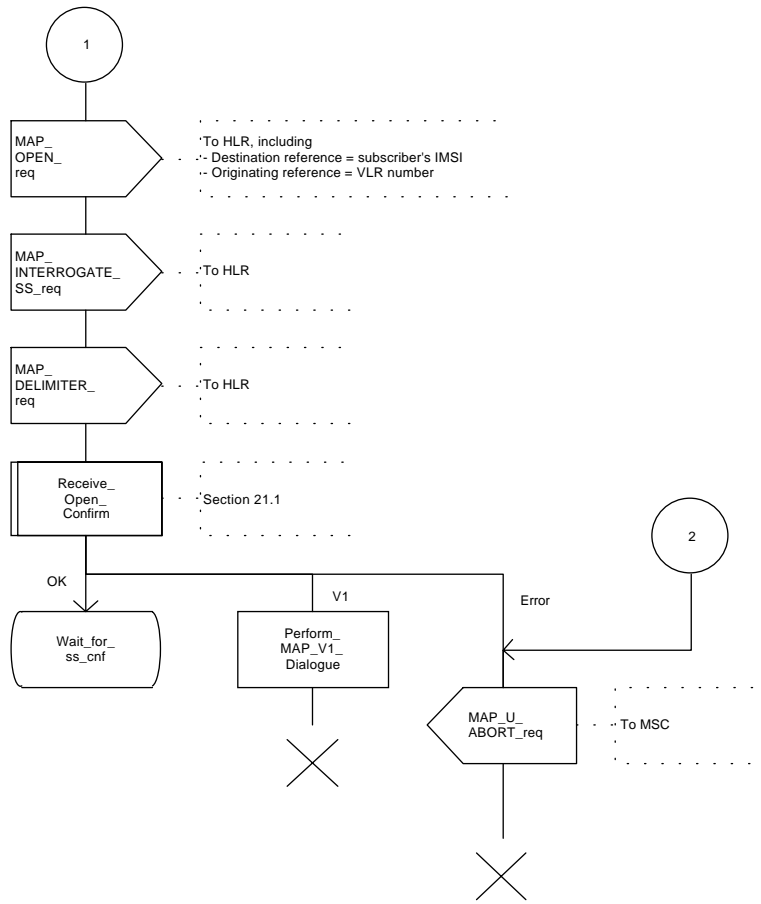 1
MAP_
OPEN_
req
To HLR, including
- Destination reference = subscriber's IMSI
- Originating reference = VLR number
MAP_
INTERROGATE_
SS_req
To HLR
MAP_
DELIMITER_
req
To HLR
Receive_
Open_
Confirm
Section 21.1
2
OK
V1
Error
Wait_for_
ss_cnf
Perform_
MAP_V1_
Dialogue
MAP_U_
ABORT_req
To MSC